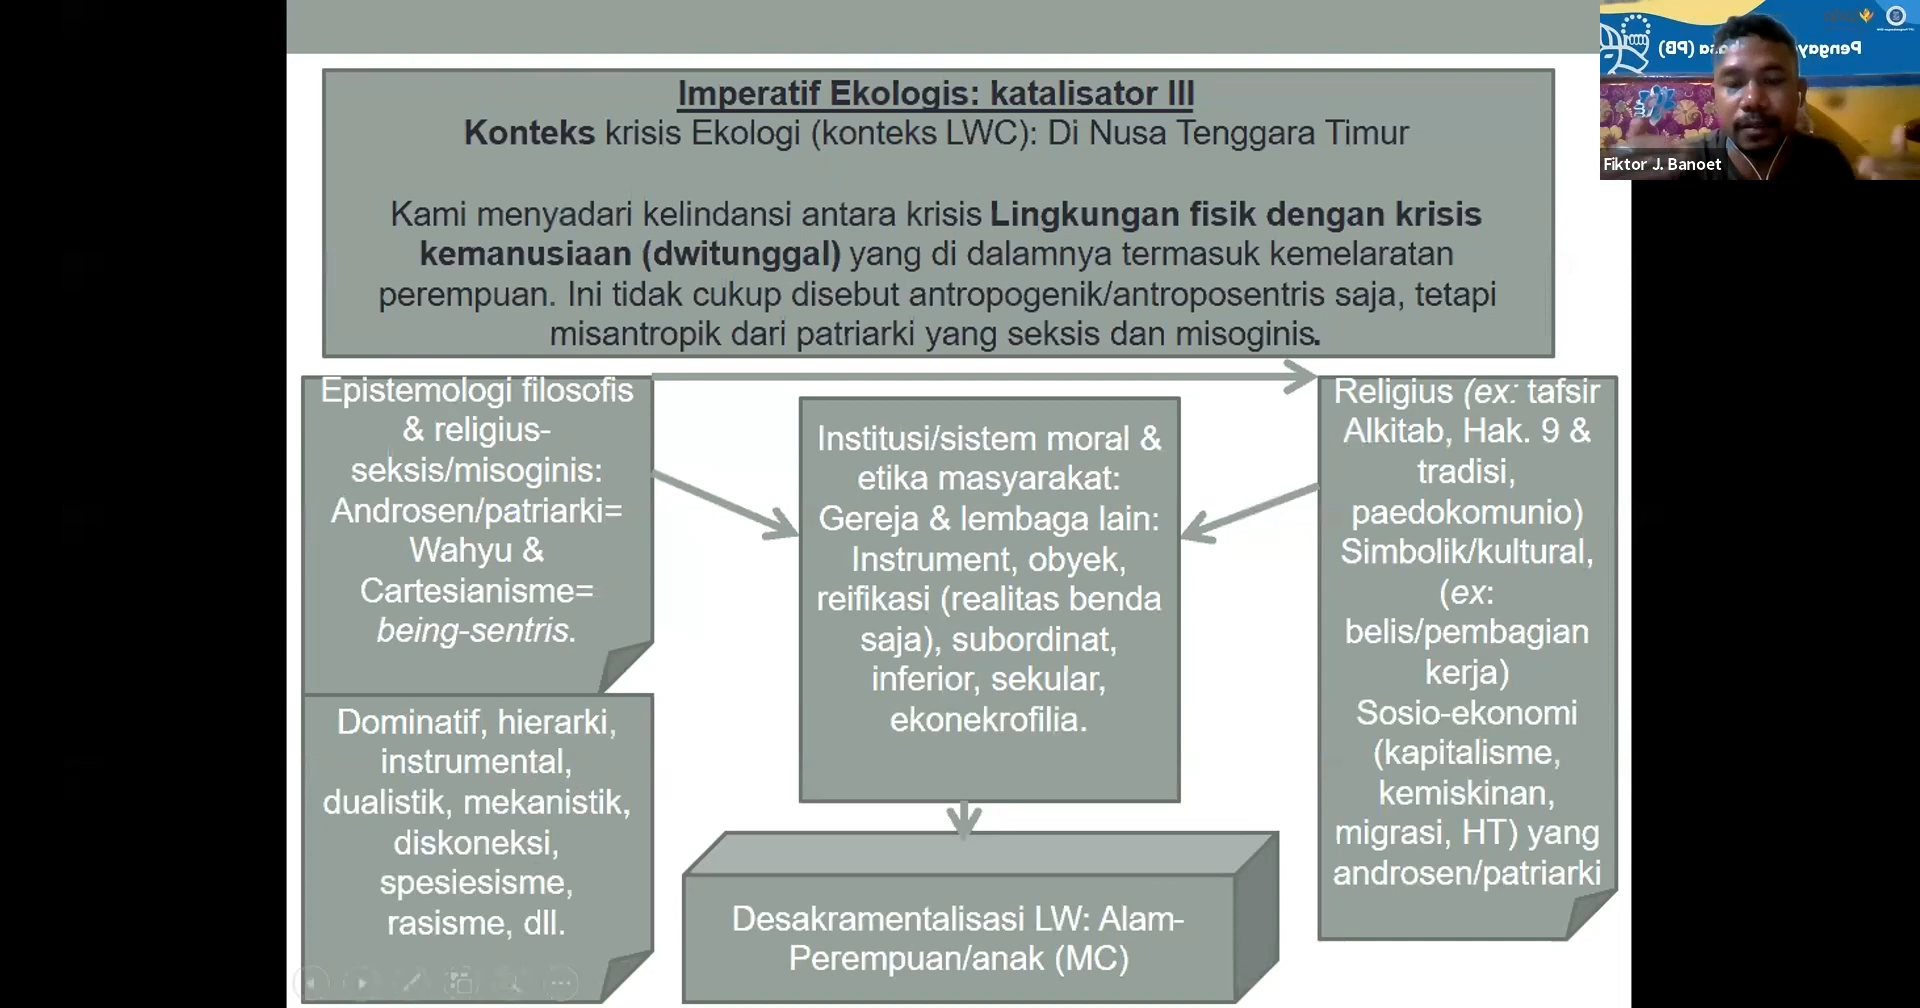 Imperatif Ekologis: katalisator III
Konteks krisis Ekologi (konteks LWC): Di Nusa Tenggara Timur
Kami menyadari kelindansi antara krisis Lingkungan fisik dengan krisis
kemanusiaan (dwitunggal) yang di dalamnya termasuk kemelaratan
perempuan. Ini tidak cukup disebut antropogenik/antroposentris saja, tetapi
misantropik dari patriarki yang seksis dan misoginis.
Epistemologi filosofis
& religius-
seksis/misoginis:
Androsen/patriarki=
Wahyu &
Cartesianisme=
being-sentris.
Dominatif, hierarki,
instrumental,
dualistik, mekanistik,
diskoneksi,
spesiesisme,
rasisme, dll.
Institusi/sistem moral &
etika masyarakat:
Gereja & lembaga lain:
Instrument, obyek,
reifikasi (realitas benda
saja), subordinat,
inferior, sekular,
ekonekrofilia.
Desakramentalisasi LW: Alam-
Perempuan/anak (MC)
Religius (ex: tafsir
Alkitab, Hak. 9 &
tradisi,
paedokomunio)
Simbolik/kultural,
(ex:
belis/pembagian
kerja)
Sosio-ekonomi
(kapitalisme,
kemiskinan,
migrasi, HT) yang
androsen/patriarki
(PB)
Fiktor J. Banoet